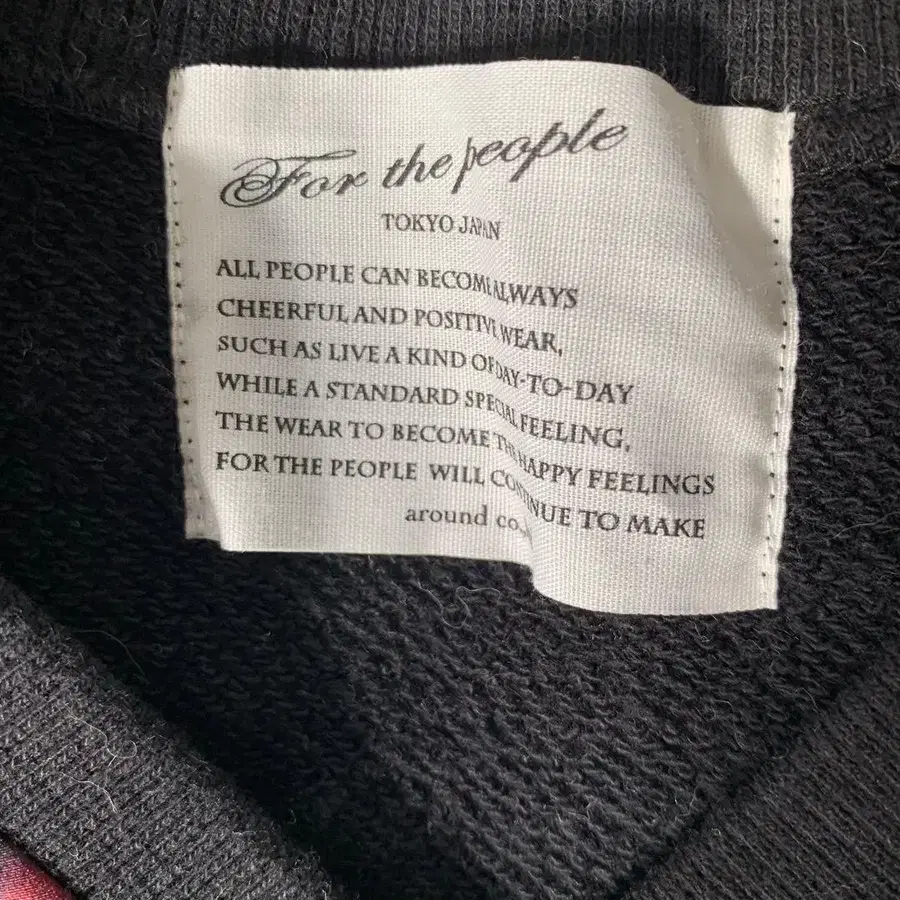 For the people
TOKYO JAPAN
ALL PEOPLE CAN BECOME ALWAYS
CHEERFUL AND POSITIVE WEAR,
SUCH AS LIVE A KIND OF DAY-TO-DAY
WHILE A STANDARD SPECIAL FEELING,
THE WEAR TO BECOME THE HAPPY FEELINGS
FOR THE PEOPLE WILL CONTINUE TO MAKE
around co.,